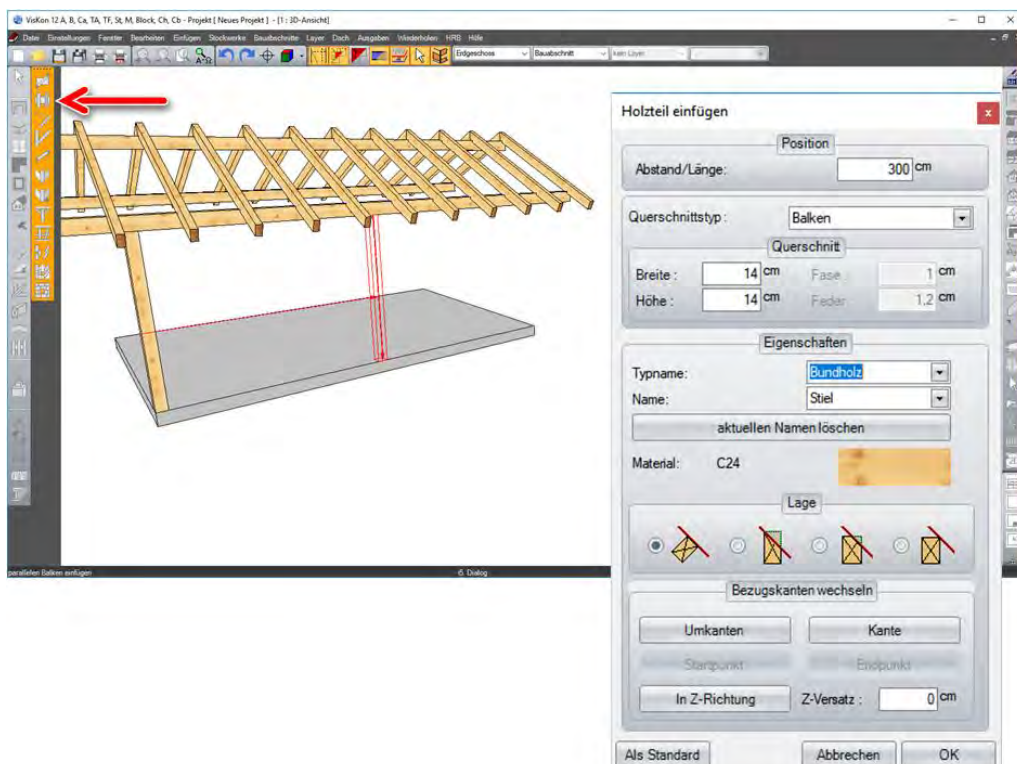 VisKon 12 A, B, Ca, TA, TF, St, M, Block, Ch, Cb - Projekt [ Neues Projekt ] - [1 : 3D-Ansicht]
Datei Einstellungen Fenster Bearbeiten Einfügen Stockwerke Bauabschnitte Layer Dach Ausgaben Wiederholen HRB Hilfe
Erdgeschoss Bauabschnitt kein Layer
Holzteil einfügen
Position
Abstand/Länge: 300 cm
Querschnittstyp: Balken
Querschnitt
Breite : 14 cm Fase : 1 cm
Höhe : 14 cm Feder 1.2 cm
Eigenschaften
Typname: Bundholz
Name: Stiel
aktuellen Namen löschen
Material: C24
Lage
Bezugskanten wechseln
Umkanten Kante
Startpunkt Endpunkt
In Z-Richtung Z-Versatz : 0 cm
Als Standard Abbrechen OK
parallelen Balken einfügen 6. Dialog